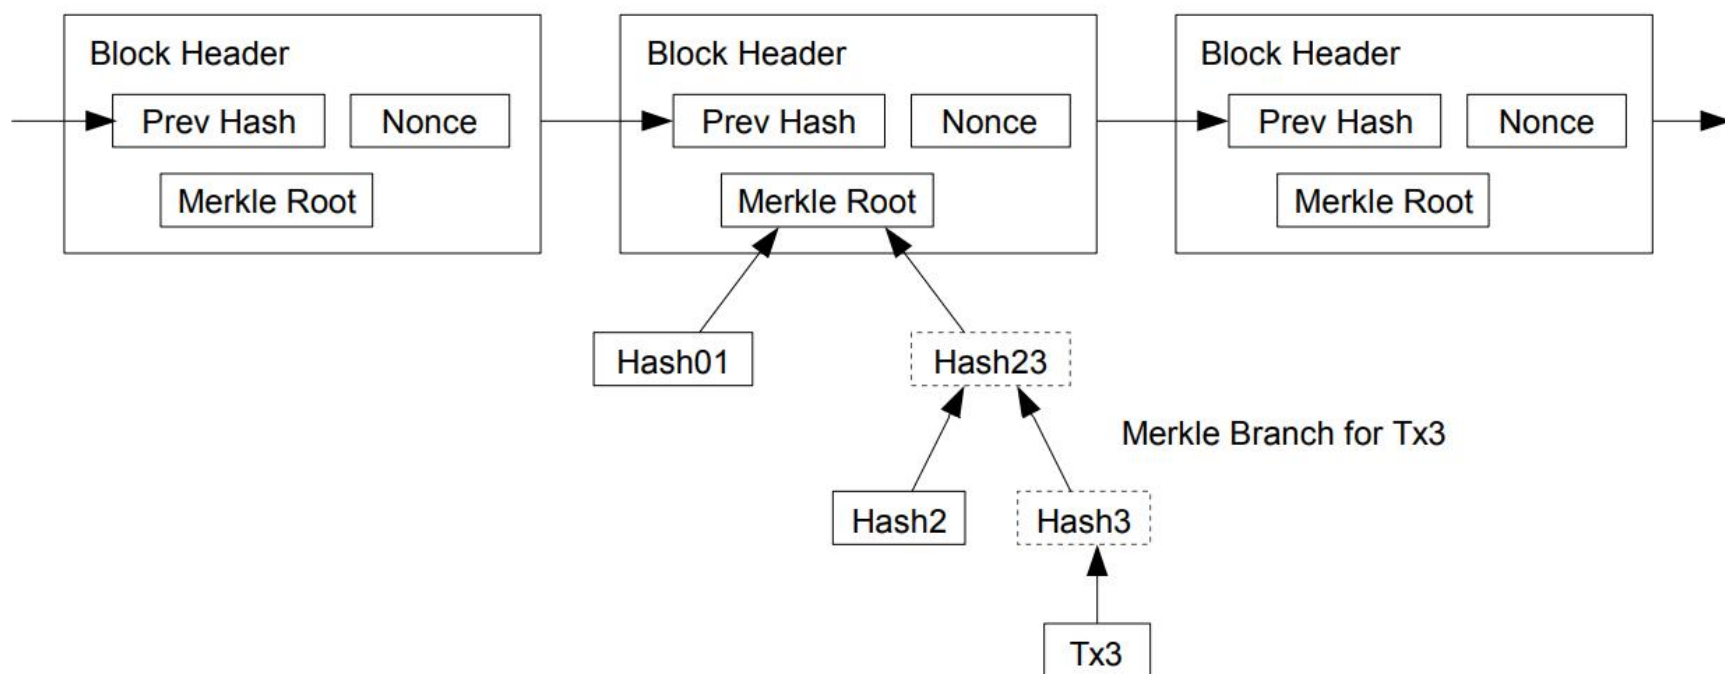 Block Header
Block Header
Block Header
Prev Hash
Nonce
Prev Hash
Nonce
Prev Hash
Nonce
Merkle Root
Merkle Root
Merkle Root
Hash01
Hash23
Merkle Branch for Tx3
Hash2
Hash3
Tx3